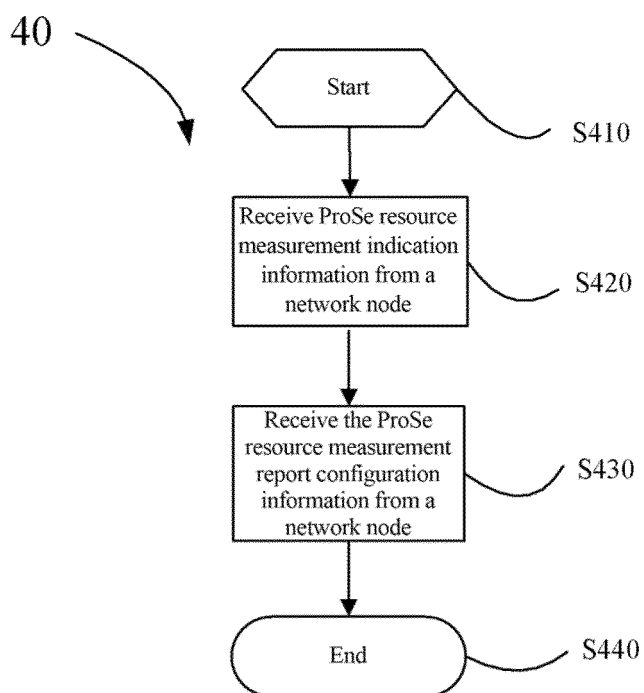 40
Start
S410
Receive ProSe resource
measurement indication
information from a
network node
S420
Receive the ProSe
resource measurement
report configuration
information from a
network node
S430
End
S440